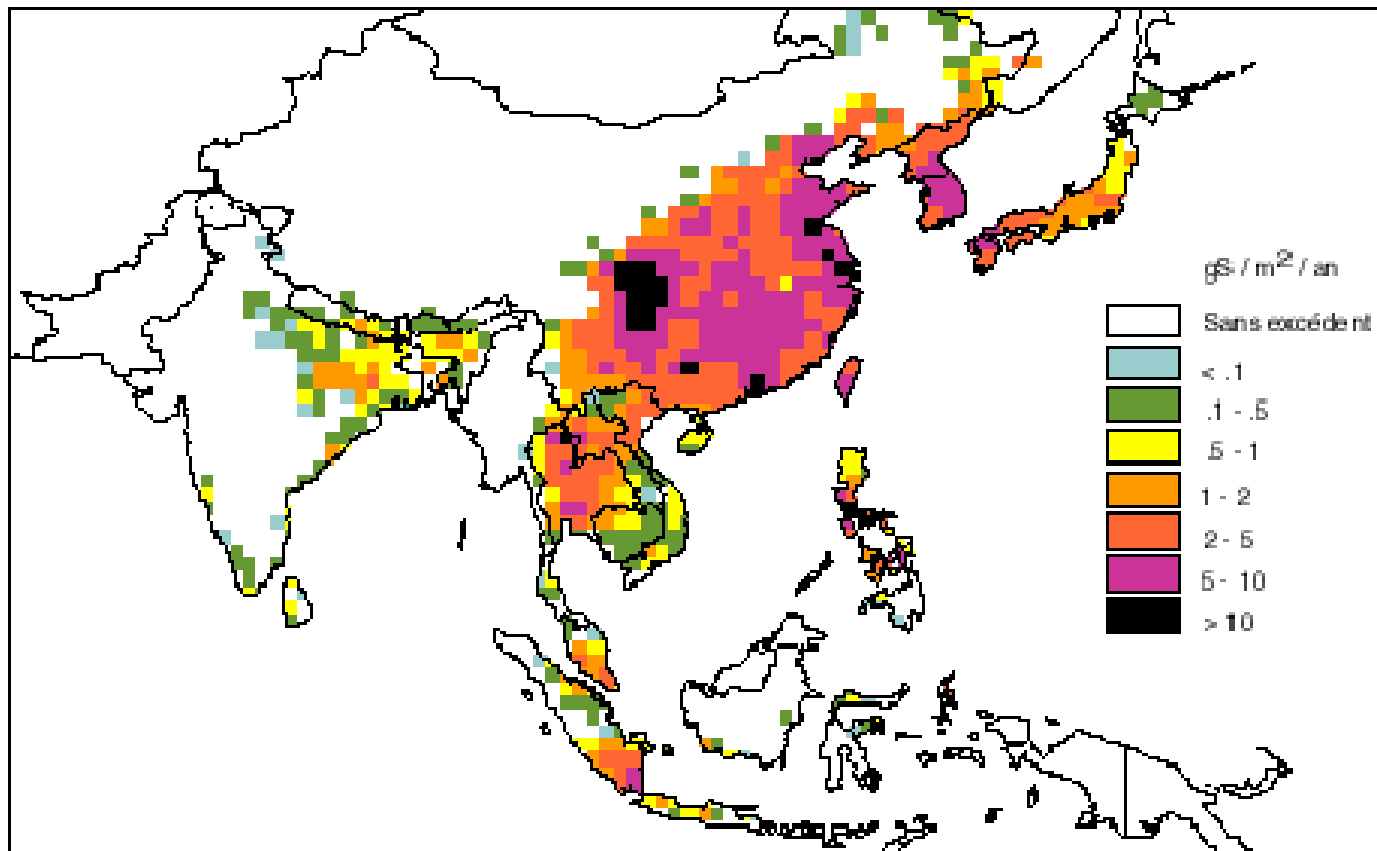 gS / m² / an
Sans excédent
< .1
.1 - .5
.5 - 1
1 - 2
2 - 5
5 - 10
> 10